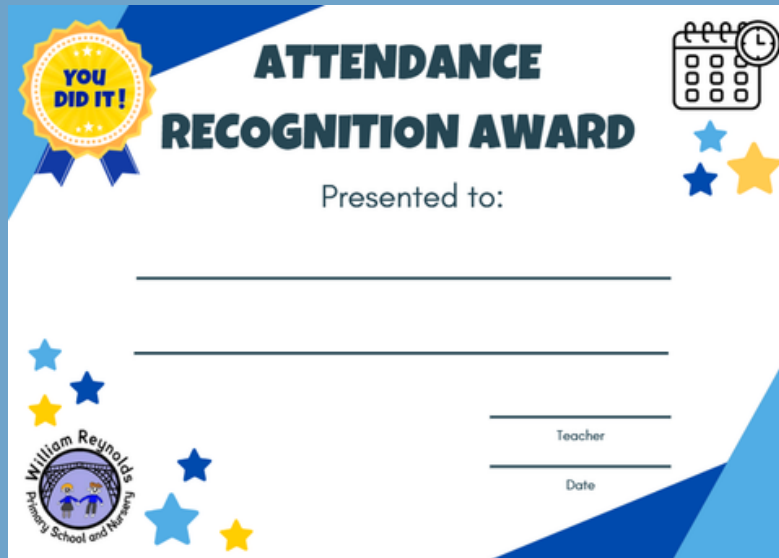 YOU
DID IT!
ATTENDANCE
RECOGNITION AWARD
Presented to:
Teacher
Date
William Reynolds
Primary School and Nursery